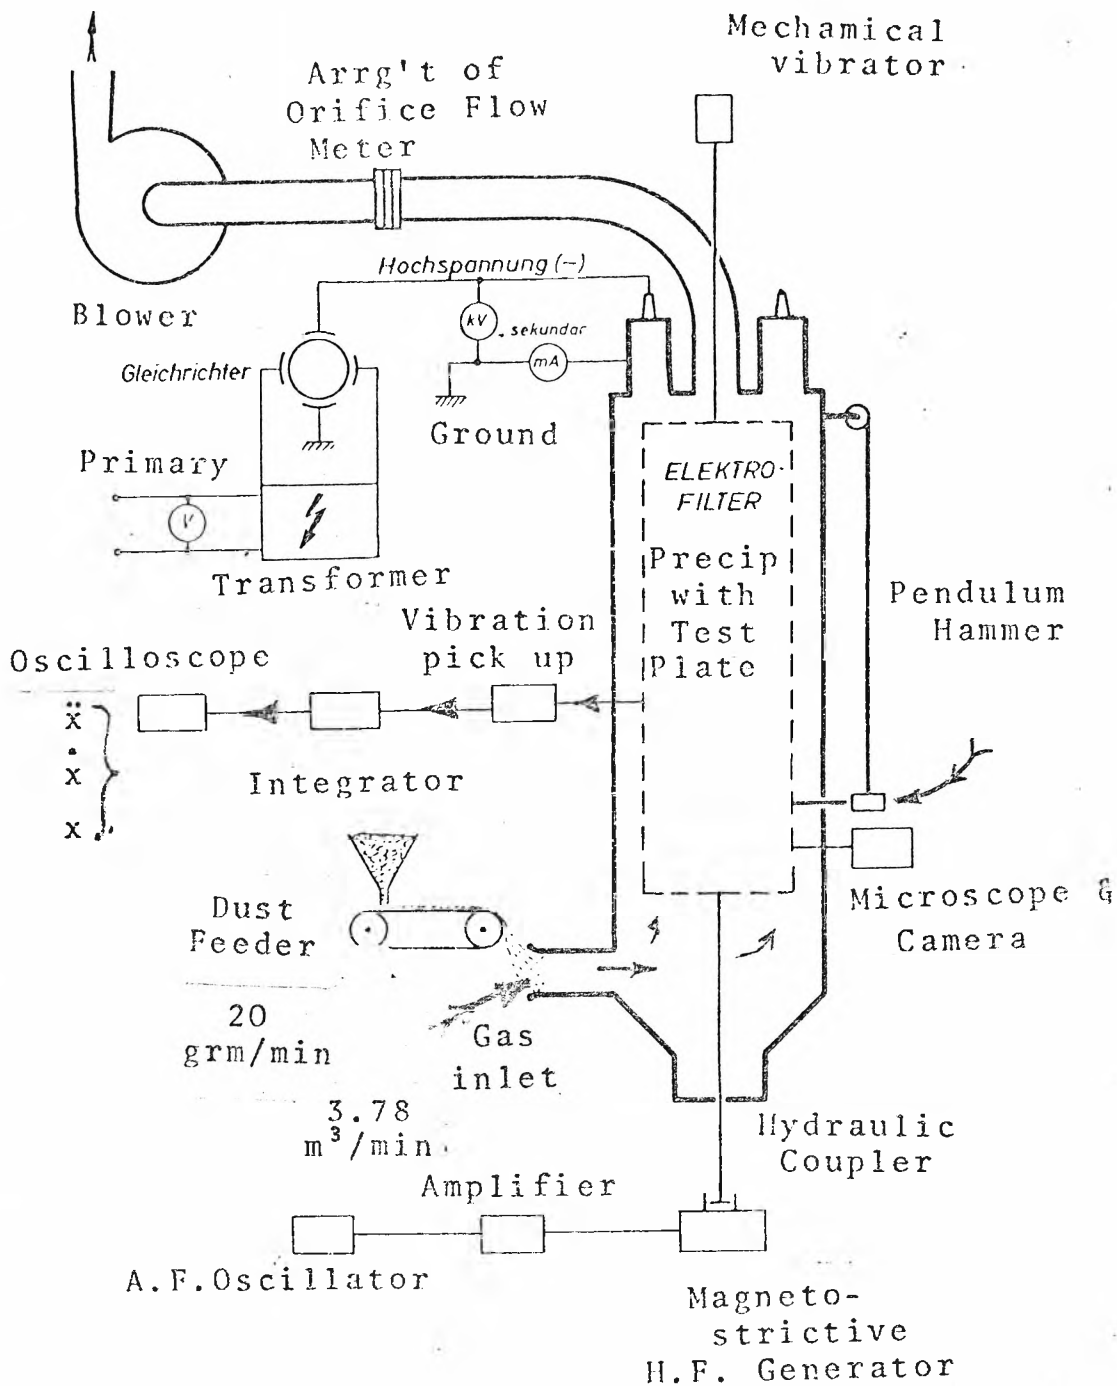 Mechamical
vibrator
Arrg't of
Orifice Flow
Meter
Hochspannung (−)
Blower
kV
sekundar
mA
Gleichrichter
Ground
Primary
V
Transformer
ELEKTRO-
FILTER
Precip
with
Test
Plate
Pendulum
Hammer
Vibration
pick up
Oscilloscope
ẍ
ẋ
x
Integrator
Microscope &
Camera
Dust
Feeder
20
grm/min
Gas
inlet
3.78
m³/min
Hydraulic
Coupler
Amplifier
A.F.Oscillator
Magneto-
strictive
H.F. Generator